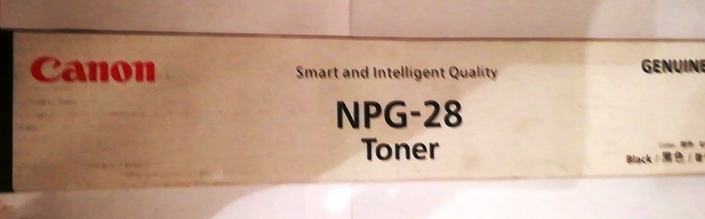 Canon
Smart and Intelligent Quality
GENUINE
NPG-28
Toner
Black / 黑色 /